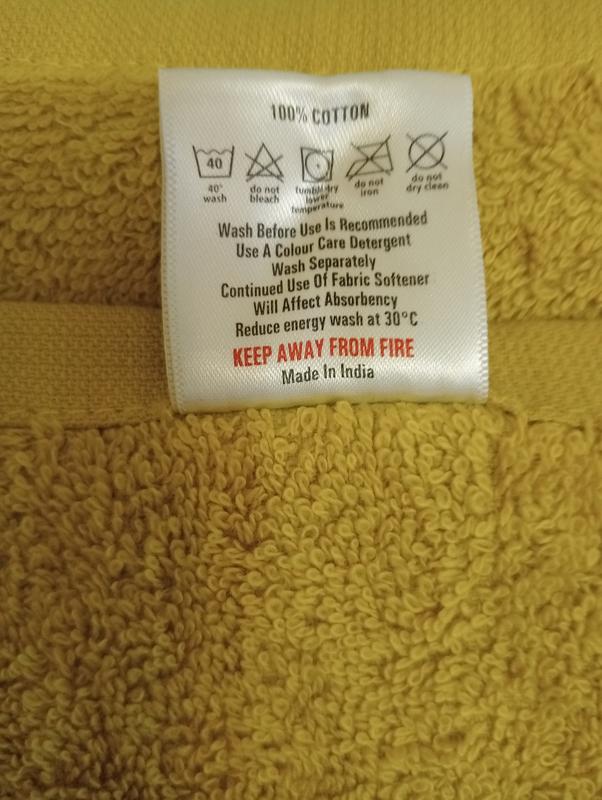 100% COTTON
40
40°
wash
do not
bleach
tumble dry
lower
temperature
do not
iron
do not
dry clean
Wash Before Use Is Recommended
Use A Colour Care Detergent
Wash Separately
Continued Use Of Fabric Softener
Will Affect Absorbency
Reduce energy wash at 30°C
KEEP AWAY FROM FIRE
Made In India